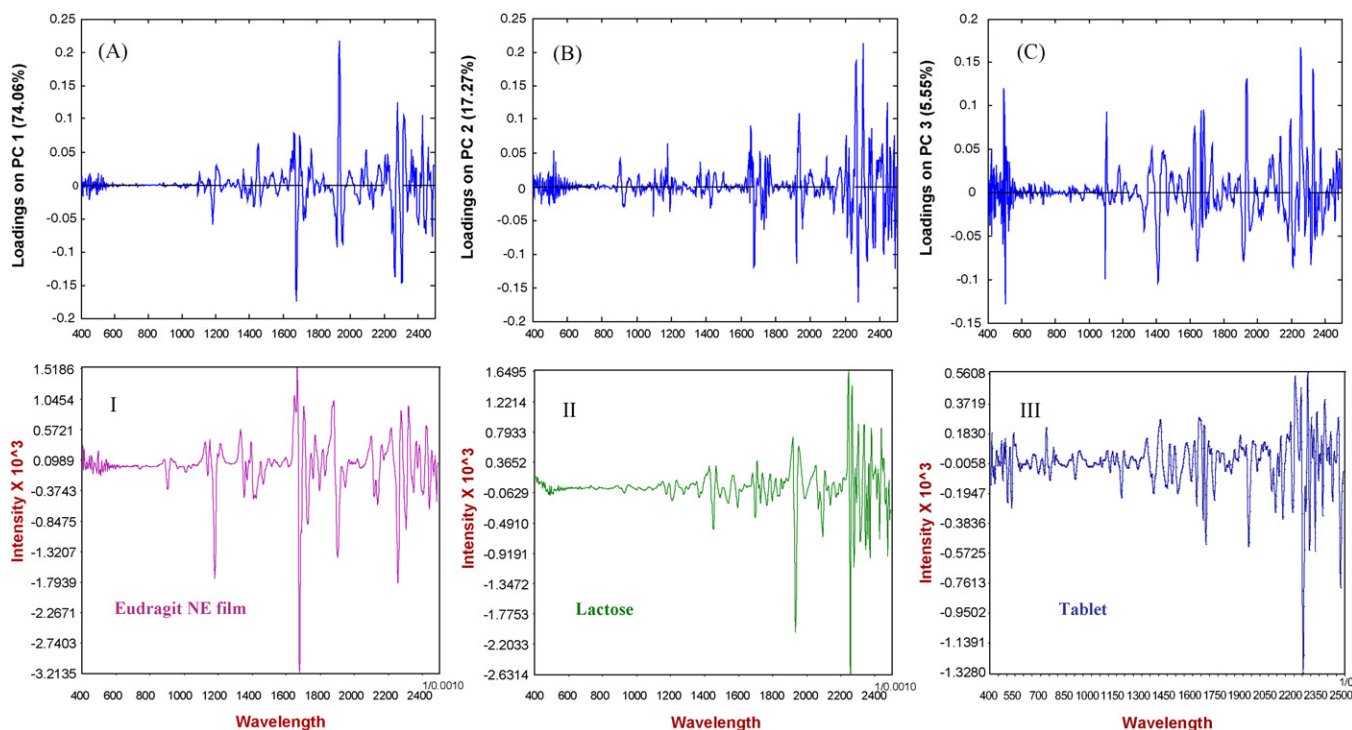 (A)
Loadings on PC 1 (74.06%)
0.25
0.2
0.15
0.1
0.05
0
-0.05
-0.1
-0.15
-0.2
400 600 800 1000 1200 1400 1600 1800 2000 2200 2400
(B)
Loadings on PC 2 (17.27%)
0.25
0.2
0.15
0.1
0.05
0
-0.05
-0.1
-0.15
-0.2
400 600 800 1000 1200 1400 1600 1800 2000 2200 2400
(C)
Loadings on PC 3 (5.55%)
0.2
0.15
0.1
0.05
0
-0.05
-0.1
-0.15
400 600 800 1000 1200 1400 1600 1800 2000 2200 2400
I
Intensity X 10^3
1.5186
1.0454
0.5721
0.0989
-0.3743
-0.8475
-1.3207
-1.7939
-2.2671
-2.7403
-3.2135
Eudragit NE film
400 600 800 1000 1200 1400 1600 1800 2000 2200 2400
1/0.0010
Wavelength
II
Intensity X 10^3
1.6495
1.2214
0.7933
0.3652
-0.0629
-0.4910
-0.9191
-1.3472
-1.7753
-2.2033
-2.6314
Lactose
400 600 800 1000 1200 1400 1600 1800 2000 2200 2400
1/0.0010
Wavelength
III
Intensity X 10^3
0.5608
0.3719
0.1830
-0.0058
-0.1947
-0.3836
-0.5725
-0.7613
-0.9502
-1.1391
-1.3280
Tablet
400 550 700 850 1000 1150 1300 1450 1600 1750 1900 2050 2200 2350 2500
1/0
Wavelength